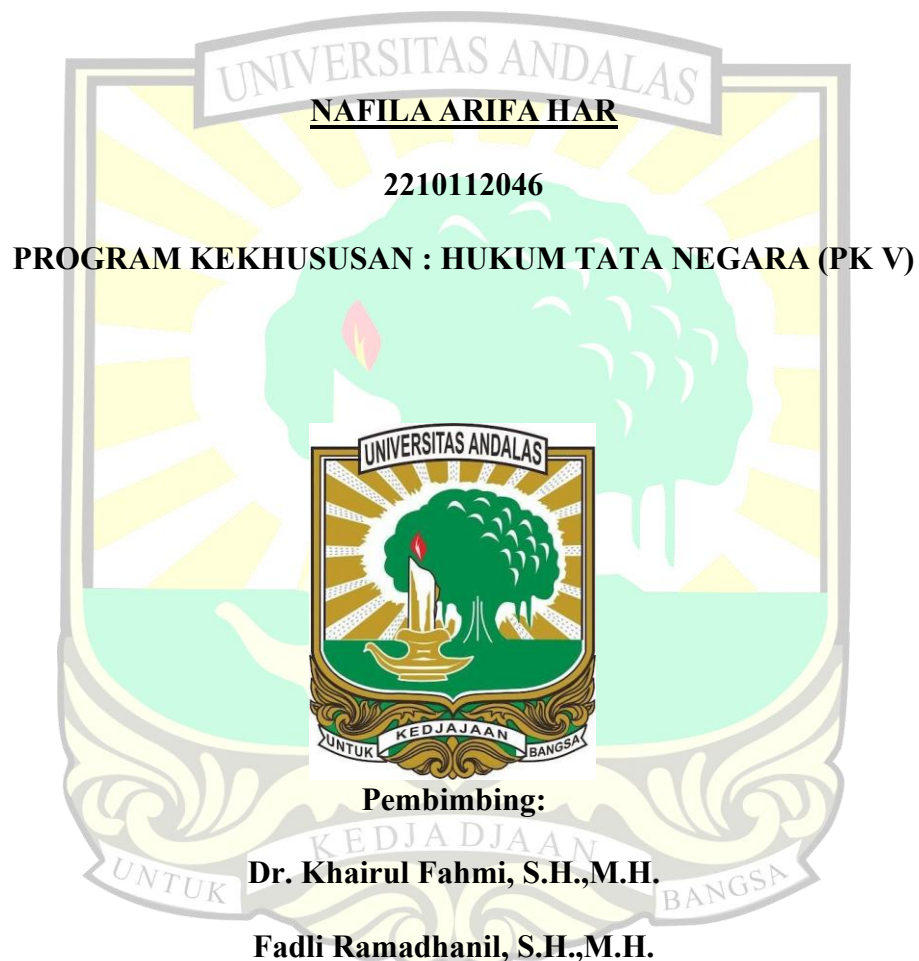 UNIVERSITAS ANDALAS
NAFILA ARIFA HAR
2210112046
PROGRAM KEKHUSUSAN : HUKUM TATA NEGARA (PK V)
UNIVERSITAS ANDALAS
UNTUK KEDJAJAAN BANGSA
Pembimbing:
UNTUK KEDJADJAAN BANGSA
Dr. Khairul Fahmi, S.H.,M.H.
Fadli Ramadhanil, S.H.,M.H.